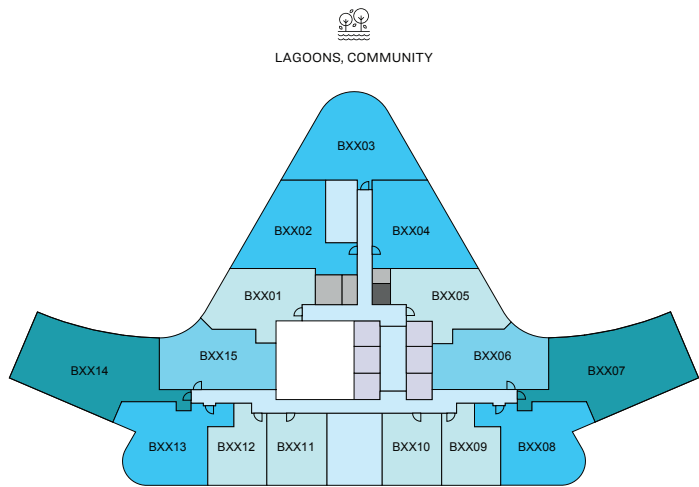 LAGOONS, COMMUNITY
BXX03
BXX02
BXX04
BXX01
BXX05
BXX15
BXX06
BXX14
BXX07
BXX13
BXX12
BXX11
BXX10
BXX09
BXX08